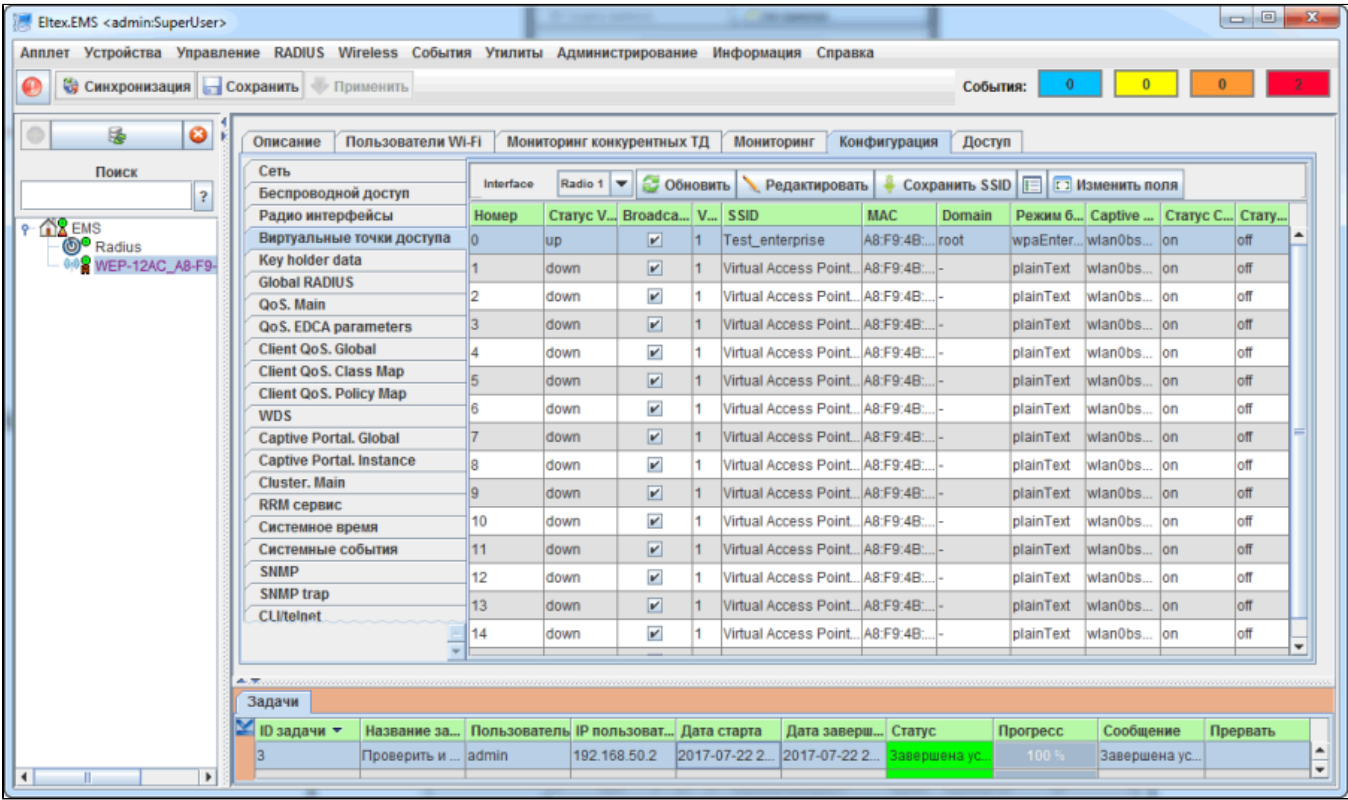 Eltex.EMS <admin:SuperUser>
Апплет Устройства Управление RADIUS Wireless События Утилиты Администрирование Информация Справка
Синхронизация Сохранить Применить События: 0 0 0 2
Поиск
?
EMS
Radius
WEP-12AC_A8-F9-
Описание Пользователи Wi-Fi Мониторинг конкурентных ТД Мониторинг Конфигурация Доступ
Сеть
Беспроводной доступ
Радио интерфейсы
Виртуальные точки доступа
Key holder data
Global RADIUS
QoS. Main
QoS. EDCA parameters
Client QoS. Global
Client QoS. Class Map
Client QoS. Policy Map
WDS
Captive Portal. Global
Captive Portal. Instance
Cluster. Main
RRM сервис
Системное время
Системные события
SNMP
SNMP trap
CLI/telnet
Interface Radio 1 Обновить Редактировать Сохранить SSID Изменить поля
Номер Статус V... Broadca... V... SSID MAC Domain Режим б... Captive ... Статус С... Стату...
0 up 1 Test_enterprise A8:F9:4B:... root wpaEnter... wlan0bs... on off
1 down 1 Virtual Access Point... A8:F9:4B:... - plainText wlan0bs... on off
2 down 1 Virtual Access Point... A8:F9:4B:... - plainText wlan0bs... on off
3 down 1 Virtual Access Point... A8:F9:4B:... - plainText wlan0bs... on off
4 down 1 Virtual Access Point... A8:F9:4B:... - plainText wlan0bs... on off
5 down 1 Virtual Access Point... A8:F9:4B:... - plainText wlan0bs... on off
6 down 1 Virtual Access Point... A8:F9:4B:... - plainText wlan0bs... on off
7 down 1 Virtual Access Point... A8:F9:4B:... - plainText wlan0bs... on off
8 down 1 Virtual Access Point... A8:F9:4B:... - plainText wlan0bs... on off
9 down 1 Virtual Access Point... A8:F9:4B:... - plainText wlan0bs... on off
10 down 1 Virtual Access Point... A8:F9:4B:... - plainText wlan0bs... on off
11 down 1 Virtual Access Point... A8:F9:4B:... - plainText wlan0bs... on off
12 down 1 Virtual Access Point... A8:F9:4B:... - plainText wlan0bs... on off
13 down 1 Virtual Access Point... A8:F9:4B:... - plainText wlan0bs... on off
14 down 1 Virtual Access Point... A8:F9:4B:... - plainText wlan0bs... on off
Задачи
ID задачи Название за... Пользователь IP пользоват... Дата старта Дата заверш... Статус Прогресс Сообщение Прервать
3 Проверить и ... admin 192.168.50.2 2017-07-22 2... 2017-07-22 2... Завершена ус... 100 % Завершена ус...